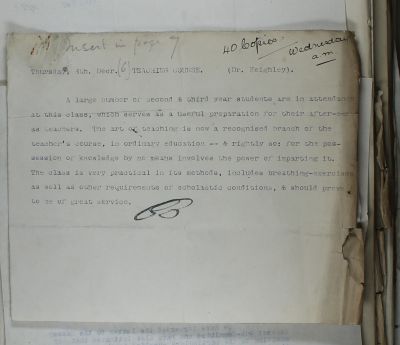 Insert in page 7
40 Copies.
Wednesday
a.m
Thursday, 4th. Decr. (6) TEACHING COURSE. (Dr. Keighley).
A large number of second & third year students are in attendance
at this class, which serves as a useful preparation for their after-
as teachers. The art of teaching is now a recognised branch of the
teacher's course, in ordinary education -- & rightly so: for the pos-
session of knowledge by no means involves the power of imparting it.
The class is very practical in its methods, includes breathing-exercises
as well as other requirements of scholastic conditions, & should prove
to be of great service.